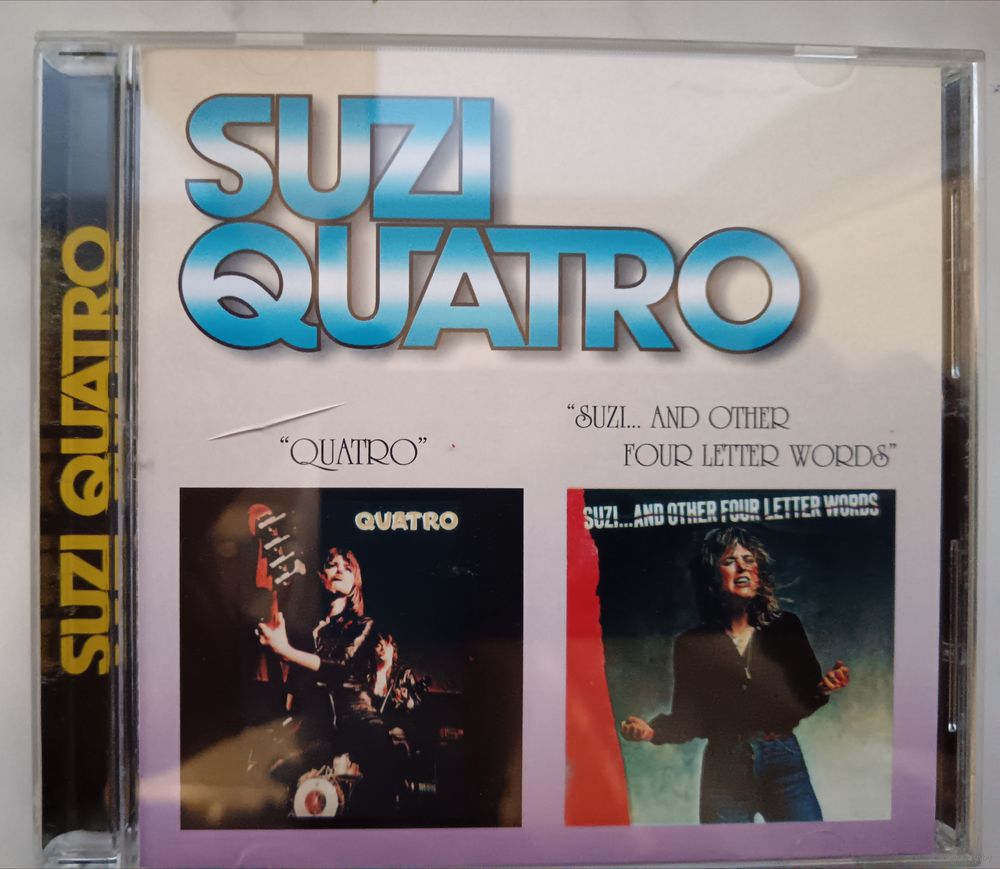 SUZI
QUATRO
SUZI QUATRO
"QUATRO"
"SUZI... AND OTHER
FOUR LETTER WORDS"
QUATRO
SUZI...AND OTHER FOUR LETTER WORDS